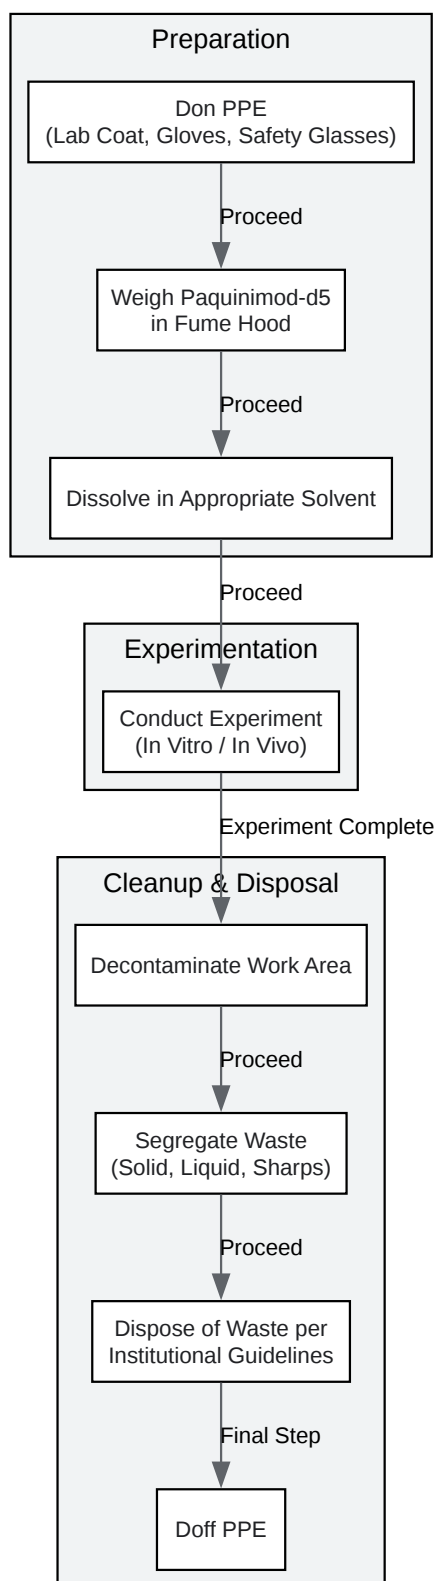 Preparation
Don PPE
(Lab Coat, Gloves, Safety Glasses)
Proceed
Weigh Paquinimod-d5
in Fume Hood
Proceed
Dissolve in Appropriate Solvent
Proceed
Experimentation
Conduct Experiment
(In Vitro / In Vivo)
Experiment Complete
Cleanup & Disposal
Decontaminate Work Area
Proceed
Segregate Waste
(Solid, Liquid, Sharps)
Proceed
Dispose of Waste per
Institutional Guidelines
Final Step
Doff PPE